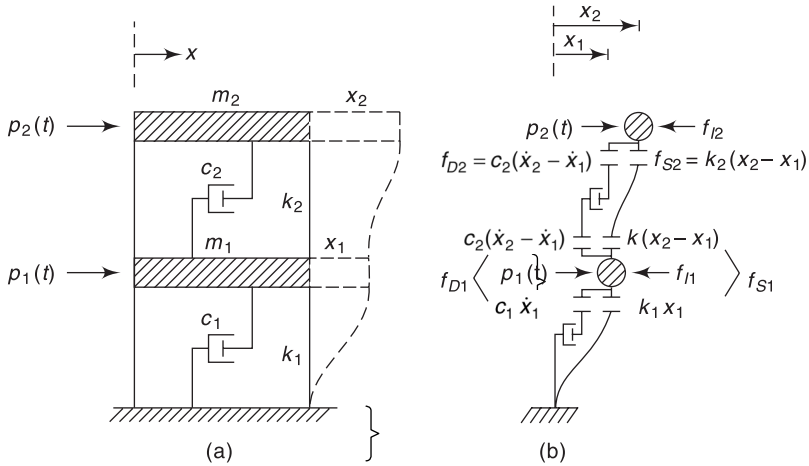 x
x₂
x₁
m₂
x₂
p₂(t)
c₂
k₂
m₁
x₁
p₁(t)
c₁
k₁
(a)
p₂(t)
f_I2
f_D2 = c₂(ẋ₂ − ẋ₁)
f_S2 = k₂(x₂ − x₁)
c₂(ẋ₂ − ẋ₁)
k(x₂ − x₁)
f_D1
p₁(t)
f_I1
f_S1
c₁ẋ₁
k₁x₁
(b)